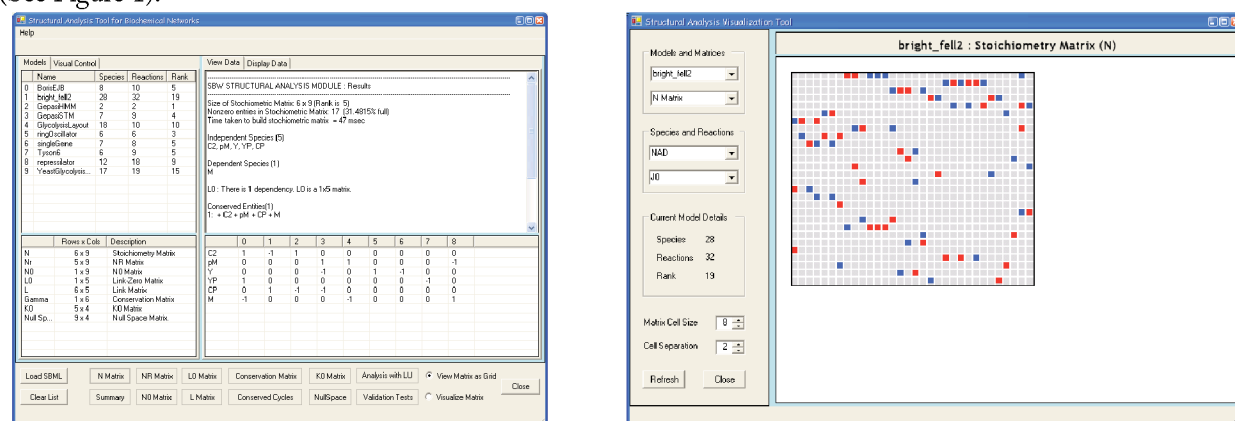 (See Figure 1).
Structural Analysis Tool for Biochemical Networks
Help
Models Visual Control
Name Species Reactions Rank
0 BorisEJB 8 10 5
1 bright_fell2 28 32 19
2 GepasiHMM 2 2 1
3 GepasiSTM 7 9 4
4 GlycolysisLayout 18 10 10
5 ringOscillator 6 6 3
6 singleGene 7 8 5
7 Tyson6 6 9 5
8 repressilator 12 18 9
9 YeastGlycolysis... 17 19 15
View Data Display Data
SBW STRUCTURAL ANALYSIS MODULE : Results
Size of Stochiometric Matrix: 6 x 9 (Rank is 5)
Nonzero entries in Stochiometric Matrix: 17 (31.4815% full)
Time taken to build stochiometric matrix = 47 msec
Independent Species (5)
C2, pM, Y, YP, CP
Dependent Species (1)
M
L0 : There is 1 dependency. L0 is a 1x5 matrix.
Conserved Entities(1)
1: + C2 + pM + CP + M
Rows x Cols Description
N 6 x 9 Stoichiometry Matrix
Nr 5 x 9 NR Matrix
N0 1 x 9 N0 Matrix
L0 1 x 5 Link-Zero Matrix
L 6 x 5 Link Matrix
Gamma 1 x 6 Conservation Matrix
K0 5 x 4 K0 Matrix
Null Sp... 9 x 4 Null Space Matrix.
0 1 2 3 4 5 6 7 8
C2 1 -1 1 0 0 0 0 0 0
pM 0 0 0 1 1 0 0 0 -1
Y 0 0 0 -1 0 1 -1 0 0
YP 1 0 0 0 0 0 0 -1 0
CP 0 1 -1 -1 0 0 0 0 0
M -1 0 0 0 -1 0 0 0 1
Load SBML N Matrix NR Matrix L0 Matrix Conservation Matrix K0 Matrix Analysis with LU View Matrix as Grid
Close
Clear List Summary N0 Matrix L Matrix Conserved Cycles NullSpace Validation Tests Visualize Matrix
Structural Analysis Visualization Tool
Models and Matrices
bright_fell2
N Matrix
Species and Reactions
NAD
J0
Current Model Details
Species 28
Reactions 32
Rank 19
Matrix Cell Size 8
Cell Separation 2
Refresh Close
bright_fell2 : Stoichiometry Matrix (N)